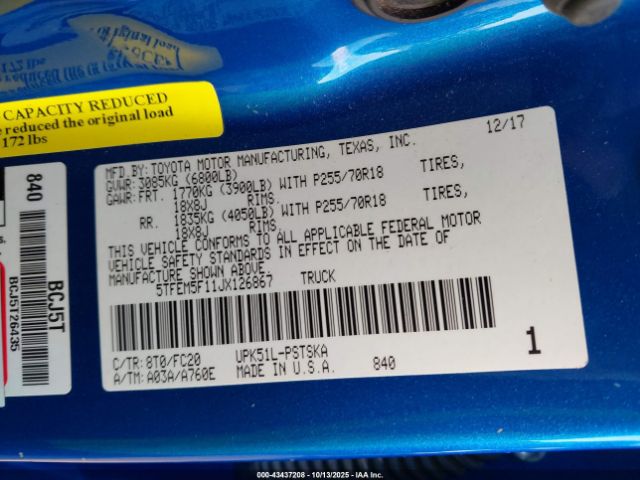 CAPACITY REDUCED
reduced the original load
172 lbs
12/17
MFD.BY:TOYOTA MOTOR MANUFACTURING, TEXAS, INC.
GVWR:3085KG (6800LB)
GAWR:FRT. 1770KG (3900LB) WITH P255/70R18 TIRES,
18X8J RIMS.
RR. 1835KG (4050LB) WITH P255/70R18 TIRES,
18X8J RIMS.
THIS VEHICLE CONFORMS TO ALL APPLICABLE FEDERAL MOTOR
VEHICLE SAFETY STANDARDS IN EFFECT ON THE DATE OF
MANUFACTURE SHOWN ABOVE.
5TFEM5F11JX126867 TRUCK
C/TR:8T0/FC20 UPK51L-PSTSKA
A/TM:A03A/A760E MADE IN U.S.A. 840
1
840
BCJ5T
BCJ5126435
000-43437208 - 10/13/2025 - IAA Inc.